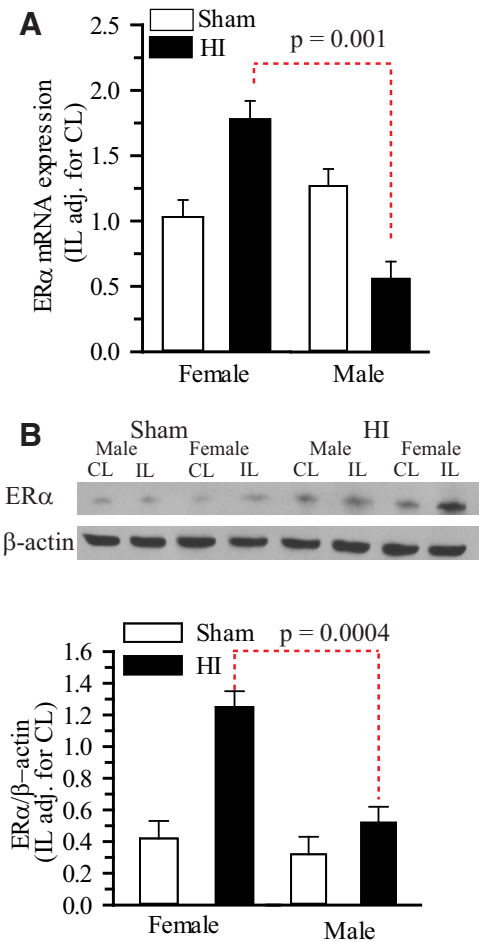 A
Sham
HI
p = 0.001
ERα mRNA expression
(IL adj. for CL)
2.5
2.0
1.5
1.0
0.5
0.0
Female Male
B
Sham HI
Male Female Male Female
CL IL CL IL CL IL CL IL
ERα
β-actin
Sham
HI
p = 0.0004
ERα/β−actin
(IL adj. for CL)
1.6
1.4
1.2
1.0
0.8
0.6
0.4
0.2
0.0
Female Male